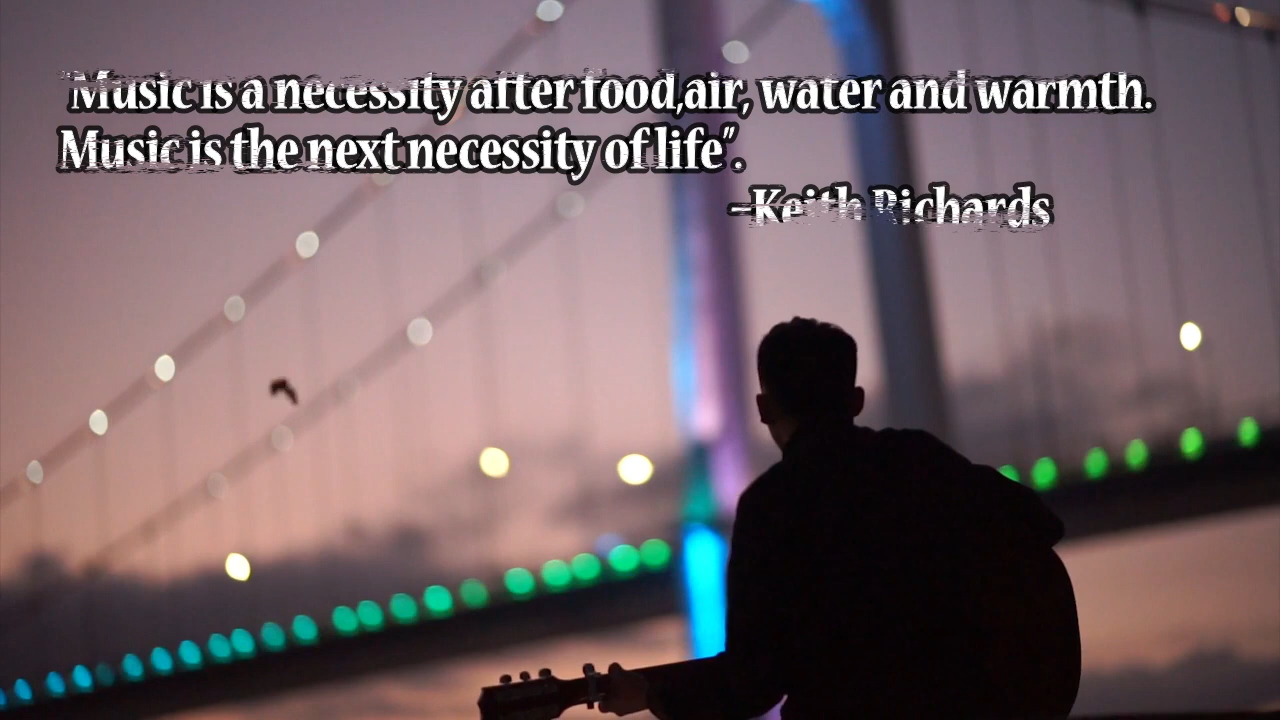 "Music is a necessity after food,air, water and warmth.
Music is the next necessity of life".
-Keith Richards